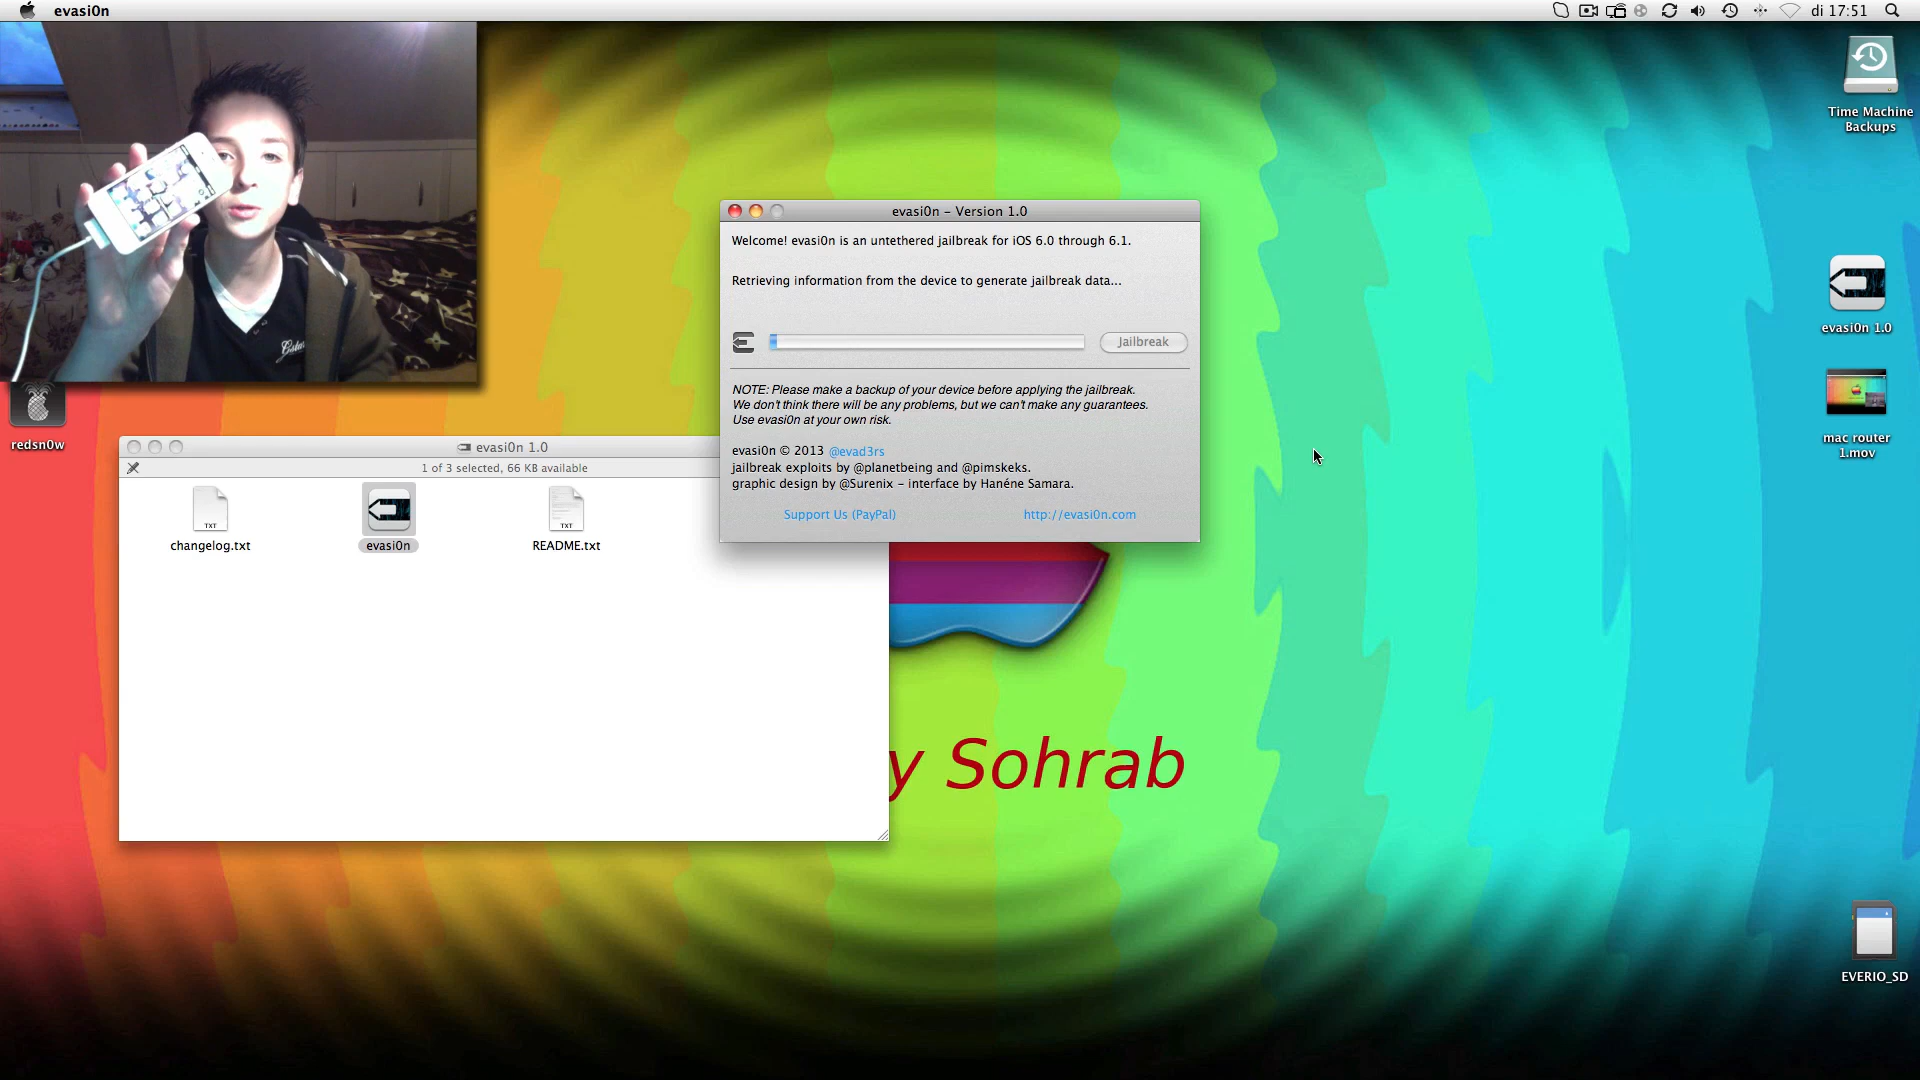 evasi0n
di 17:51
Time Machine
Backups
evasi0n 1.0
mac router
1.mov
EVERIO_SD
redsn0w
evasi0n – Version 1.0
Welcome! evasi0n is an untethered jailbreak for iOS 6.0 through 6.1.
Retrieving information from the device to generate jailbreak data...
Jailbreak
NOTE: Please make a backup of your device before applying the jailbreak.
We don't think there will be any problems, but we can't make any guarantees.
Use evasi0n at your own risk.
evasi0n © 2013 @evad3rs
jailbreak exploits by @planetbeing and @pimskeks.
graphic design by @Surenix – interface by Hanéne Samara.
Support Us (PayPal) http://evasi0n.com
evasi0n 1.0
1 of 3 selected, 66 KB available
TXT
TXT
changelog.txt evasi0n README.txt
y Sohrab